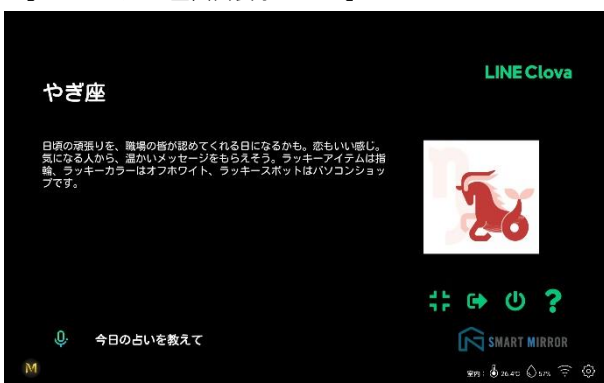 LINE Clova
やぎ座
日頃の頑張りを、職場の皆が認めてくれる日になるかも。恋もいい感じ。
気になる人から、温かいメッセージをもらえそう。ラッキーアイテムは指
輪、ラッキーカラーはオフホワイト、ラッキースポットはパソコンショッ
プです。
今日の占いを教えて
SMART MIRROR
M
室内: 26.4℃ 57%